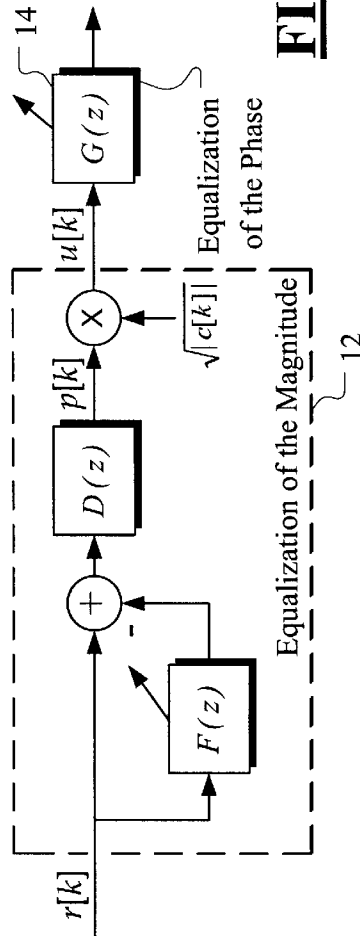 FI
14
G(z)
u[k]
Equalization
of the Phase
X
√|c[k]|
p[k]
D(z)
+
-
F(z)
r[k]
Equalization of the Magnitude
12